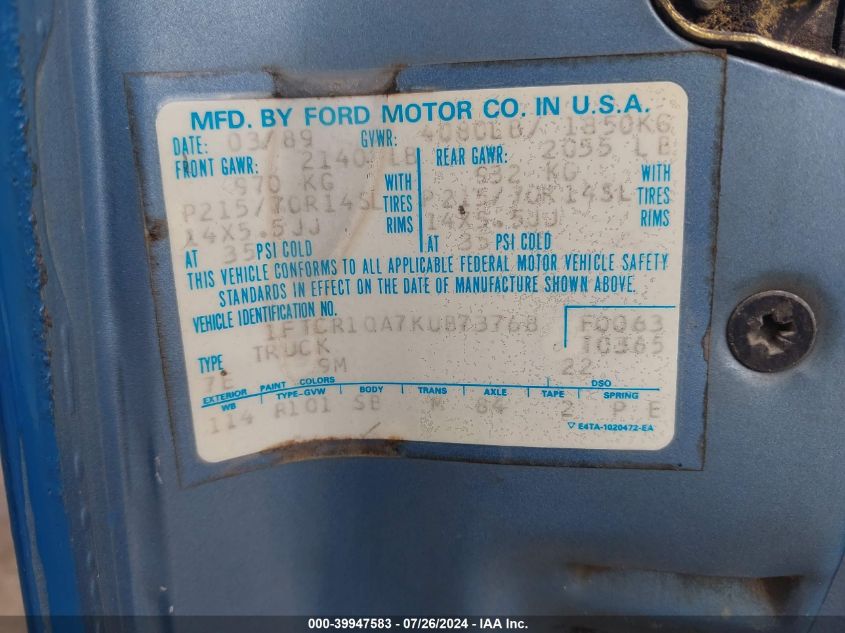 MFD. BY FORD MOTOR CO. IN U.S.A.
DATE: 03/89 GVWR: 4080LB/ 1850KG
FRONT GAWR: 2140 LB REAR GAWR: 2055 LB
970 KG WITH 932 KG WITH
P215/70R14SL TIRES P215/70R14SL TIRES
14X5.5JJ RIMS 14X5.5JJ RIMS
AT 35 PSI COLD AT 35 PSI COLD
THIS VEHICLE CONFORMS TO ALL APPLICABLE FEDERAL MOTOR VEHICLE SAFETY
STANDARDS IN EFFECT ON THE DATE OF MANUFACTURE SHOWN ABOVE.
VEHICLE IDENTIFICATION NO. 1FTCR10A7KUB73768 F0063
TYPE TRUCK 10365
7E 9M 22
EXTERIOR PAINT COLORS DSO
WB TYPE-GVW BODY TRANS AXLE TAPE SPRING
114 R101 SB M 84 2 P E
▽ E4TA-1020472-EA
000-39947583 - 07/26/2024 - IAA Inc.